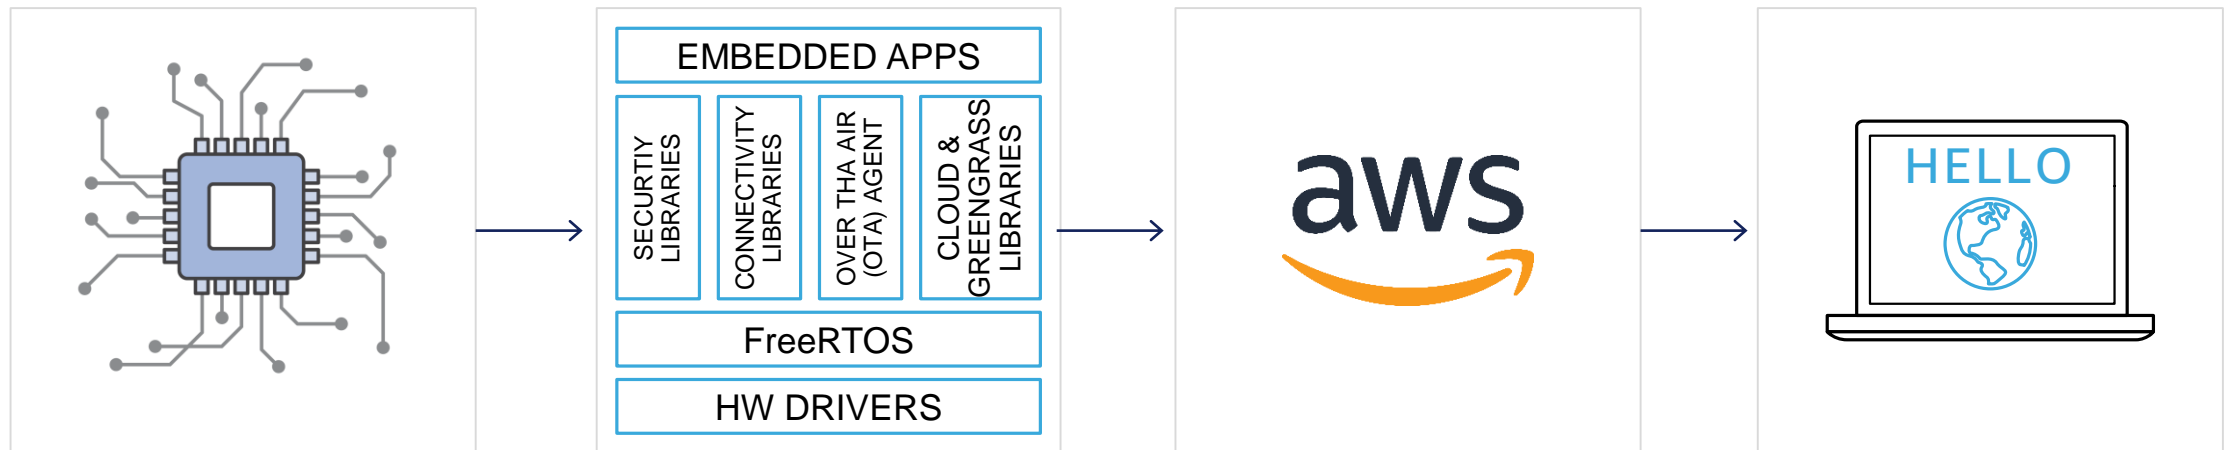 EMBEDDED APPS
SECURTIY
LIBRARIES
CONNECTIVITY
LIBRARIES
OVER THA AIR
(OTA) AGENT
CLOUD &
GREENGRASS
LIBRARIES
FreeRTOS
HW DRIVERS
aws
HELLO